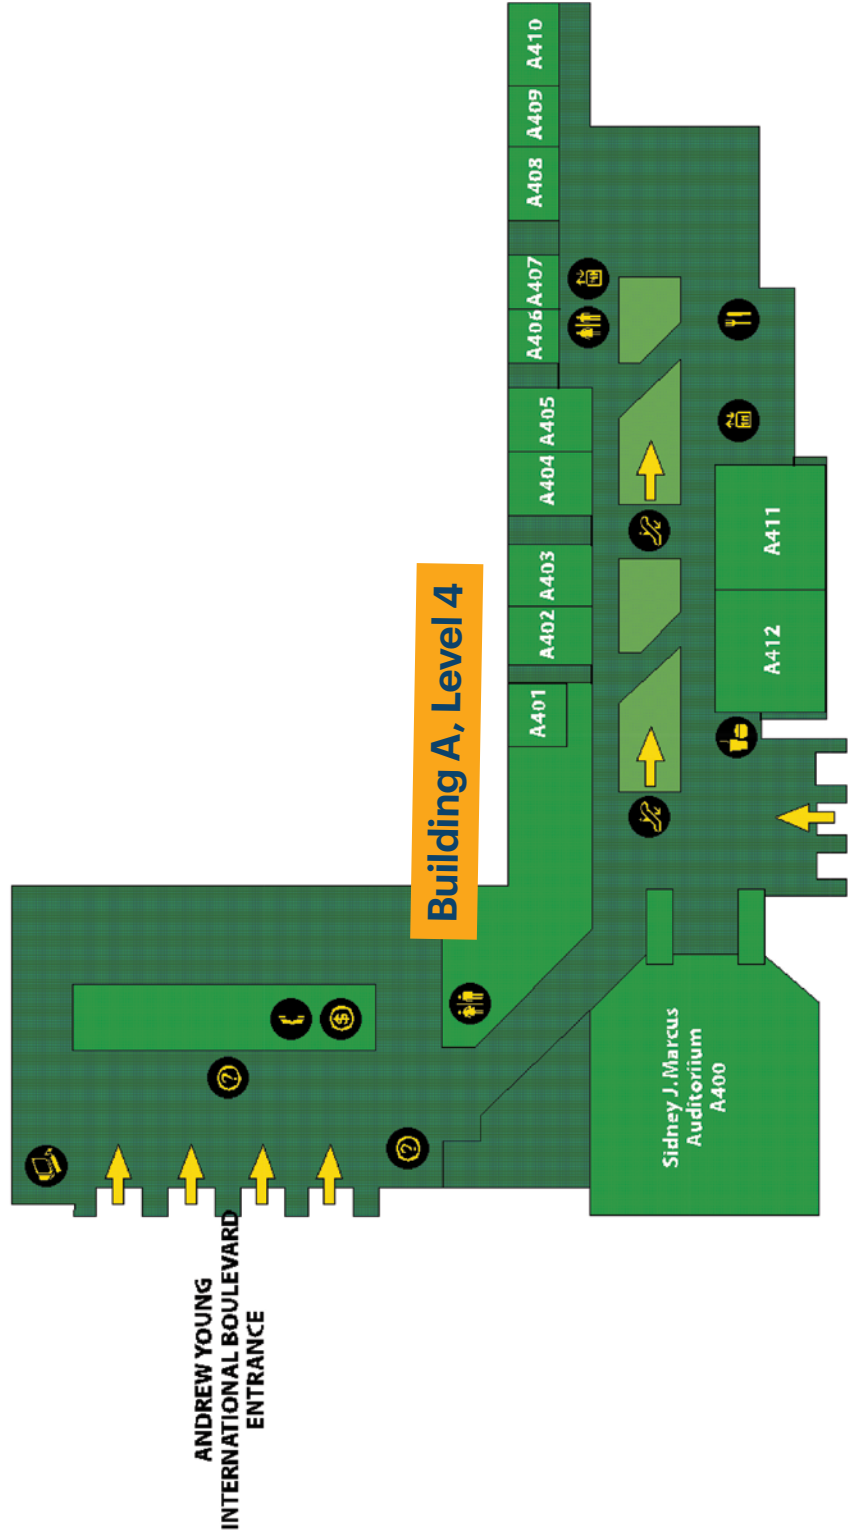 Building A, Level 4
ANDREW YOUNG
INTERNATIONAL BOULEVARD
ENTRANCE
Sidney J. Marcus
Auditoriium
A400
A401
A402
A403
A404
A405
A406
A407
A408
A409
A410
A411
A412
?
?
$